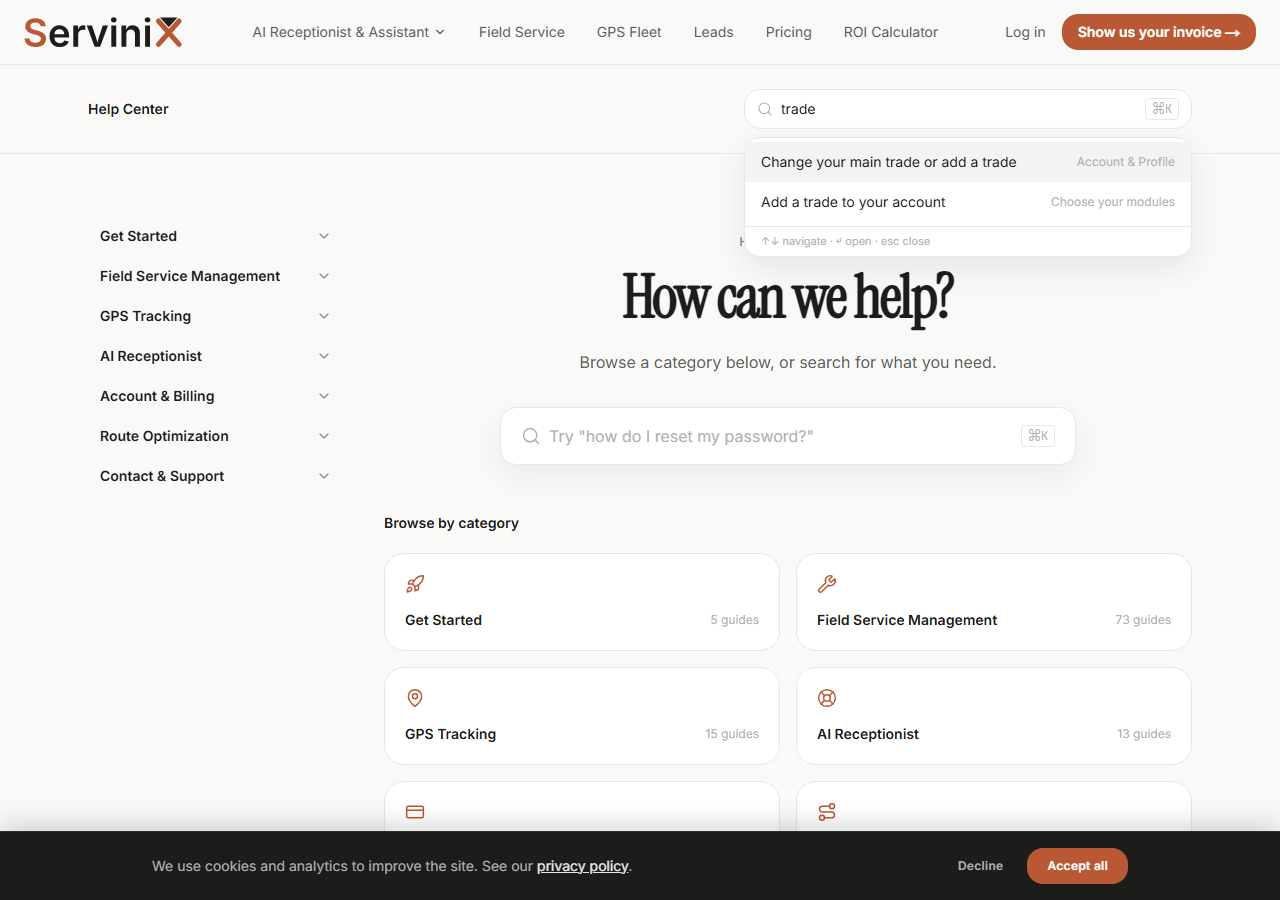 ServiniX
AI Receptionist & Assistant
Field Service
GPS Fleet
Leads
Pricing
ROI Calculator
Log in
Show us your invoice →
Help Center
trade
⌘K
Change your main trade or add a trade
Account & Profile
Add a trade to your account
Choose your modules
↑↓ navigate · ↵ open · esc close
Get Started
Field Service Management
GPS Tracking
AI Receptionist
Account & Billing
Route Optimization
Contact & Support
How can we help?
Browse a category below, or search for what you need.
Try "how do I reset my password?"
⌘K
Browse by category
Get Started
5 guides
Field Service Management
73 guides
GPS Tracking
15 guides
AI Receptionist
13 guides
We use cookies and analytics to improve the site. See our privacy policy.
Decline
Accept all